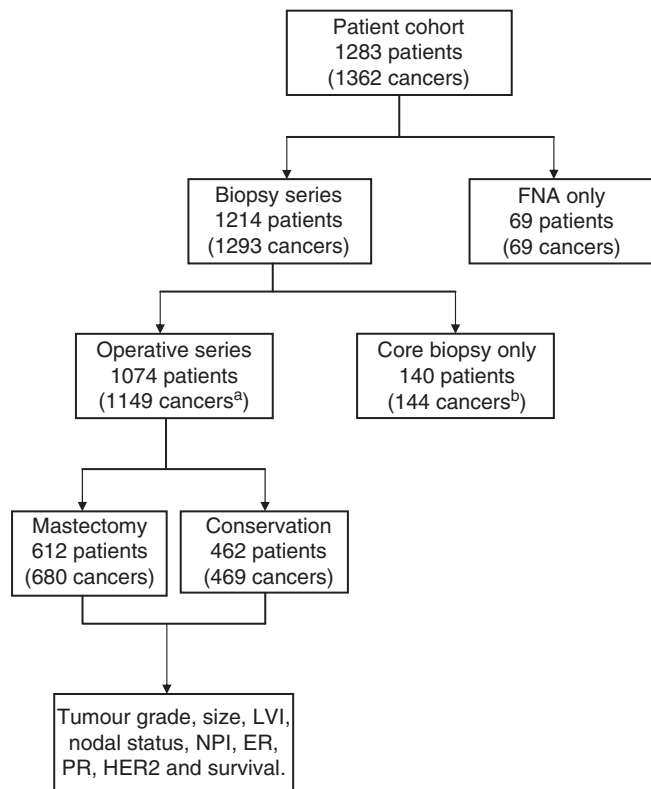 Patient cohort
1283 patients
(1362 cancers)
Biopsy series
1214 patients
(1293 cancers)
FNA only
69 patients
(69 cancers)
Operative series
1074 patients
(1149 cancersᵃ)
Core biopsy only
140 patients
(144 cancersᵇ)
Mastectomy
612 patients
(680 cancers)
Conservation
462 patients
(469 cancers)
Tumour grade, size, LVI,
nodal status, NPI, ER,
PR, HER2 and survival.